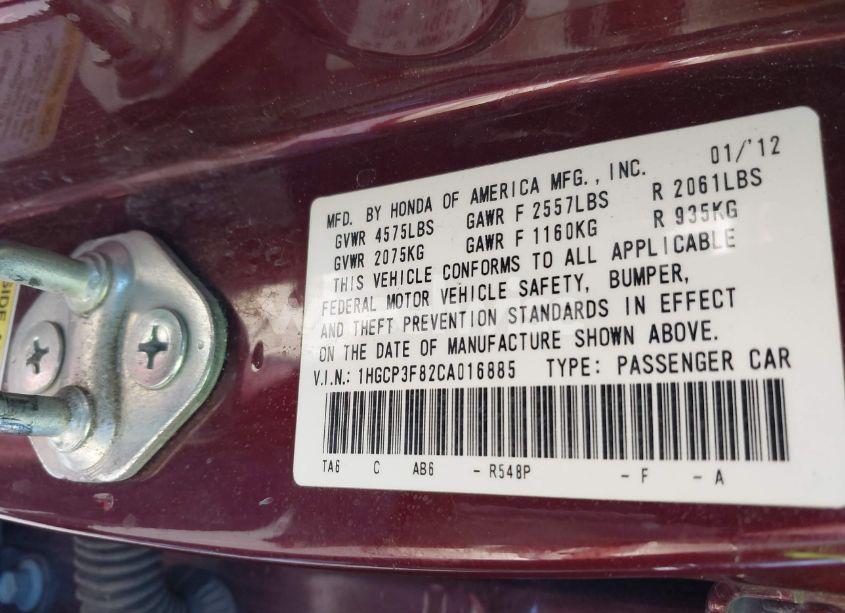 01/'12
MFD. BY HONDA OF AMERICA MFG., INC.
GVWR 4575LBS GAWR F 2557LBS R 2061LBS
GVWR 2075KG GAWR F 1160KG R 935KG
THIS VEHICLE CONFORMS TO ALL APPLICABLE
FEDERAL MOTOR VEHICLE SAFETY, BUMPER,
AND THEFT PREVENTION STANDARDS IN EFFECT
ON THE DATE OF MANUFACTURE SHOWN ABOVE.
V.I.N.: 1HGCP3F82CA016885 TYPE: PASSENGER CAR
TA6 C AB6 - R548P - F - A
SIDE